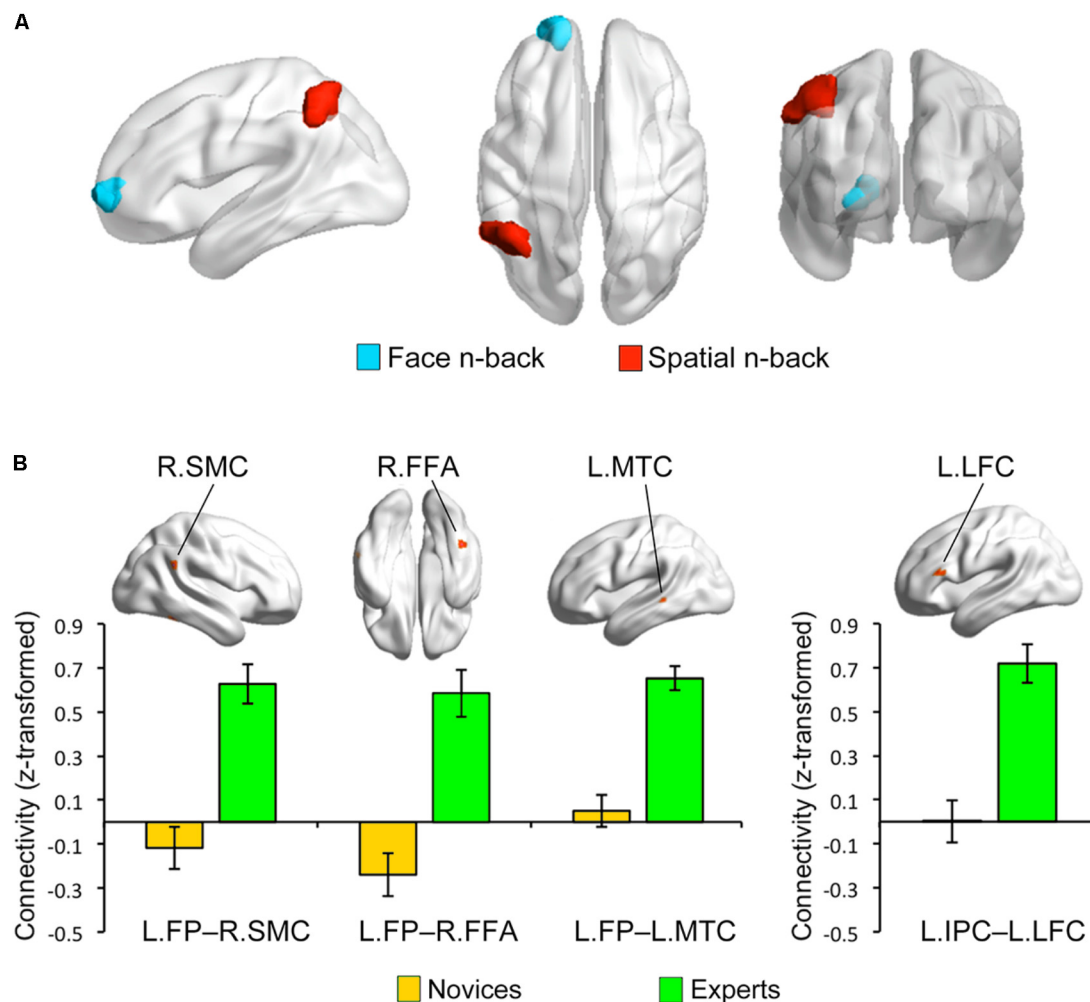 A
Face n-back Spatial n-back
B
R.SMC R.FFA L.MTC L.LFC
Connectivity (z-transformed)
0.9
0.7
0.5
0.3
0.1
-0.1
-0.3
-0.5
L.FP–R.SMC L.FP–R.FFA L.FP–L.MTC
Connectivity (z-transformed)
0.9
0.7
0.5
0.3
0.1
-0.1
-0.3
-0.5
L.IPC–L.LFC
Novices Experts